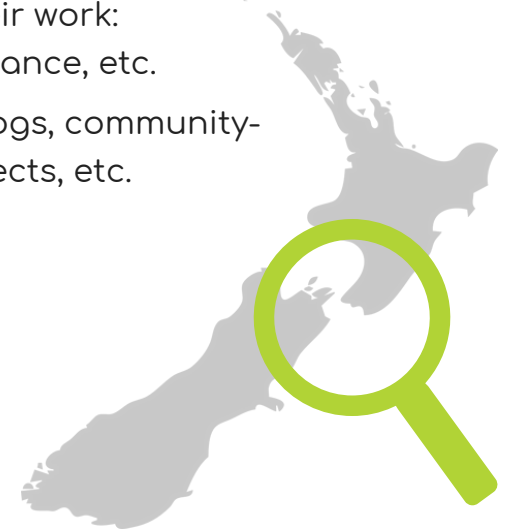 ir work:
ance, etc.
ogs, community-
ects, etc.